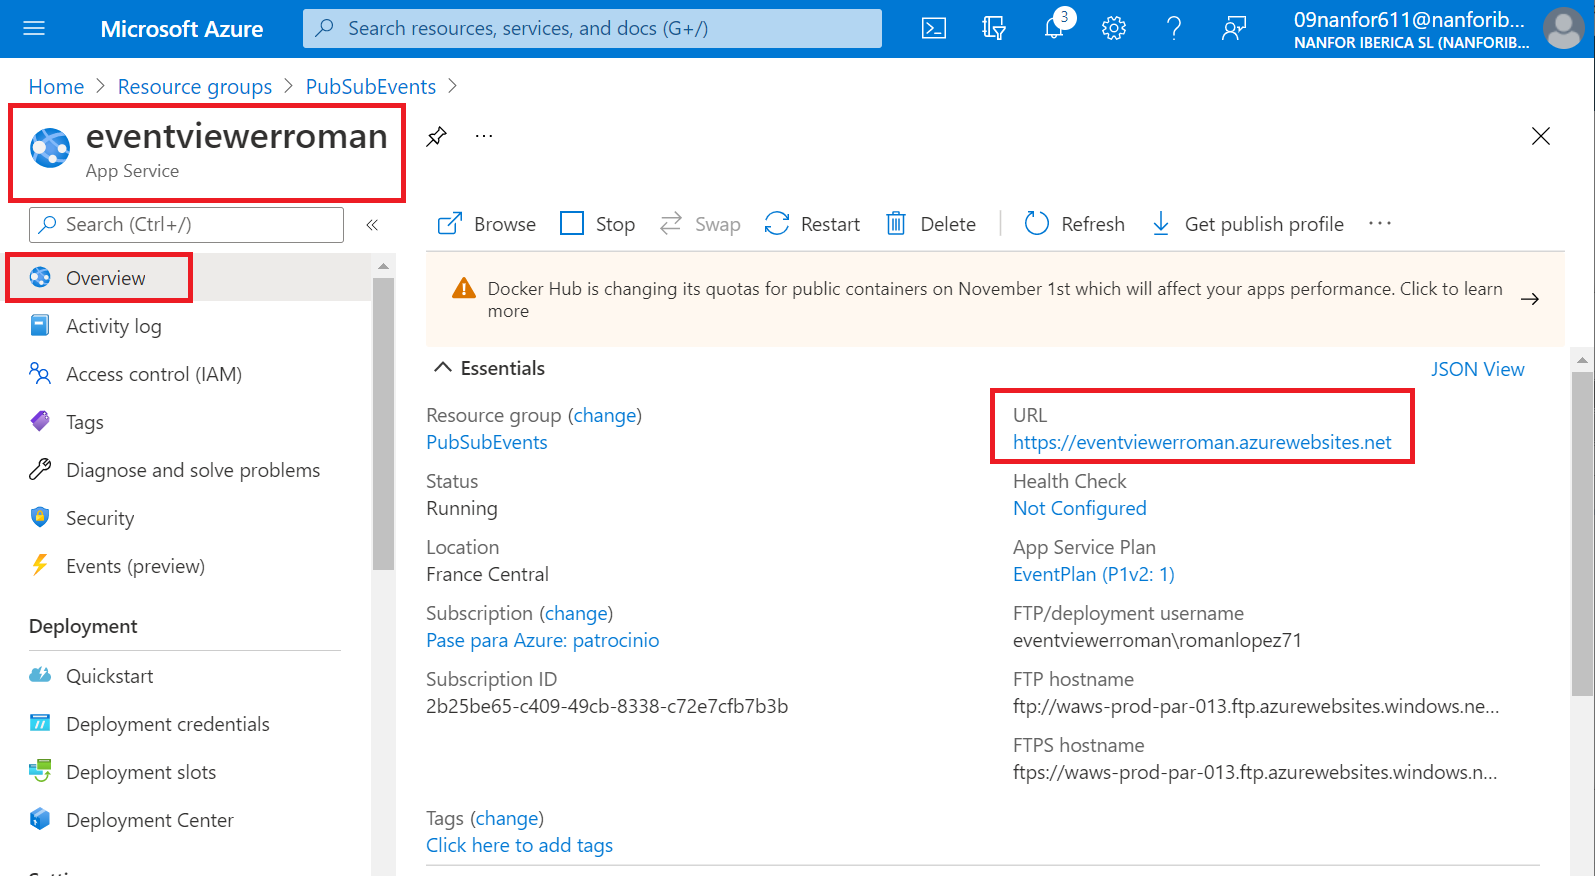 Microsoft Azure
Search resources, services, and docs (G+/)
3
09nanfor611@nanforib...
NANFOR IBERICA SL (NANFORIB...
Home > Resource groups > PubSubEvents >
eventviewerroman
App Service
...
Search (Ctrl+/)
«
Overview
Activity log
Access control (IAM)
Tags
Diagnose and solve problems
Security
Events (preview)
Deployment
Quickstart
Deployment credentials
Deployment slots
Deployment Center
Browse
Stop
Swap
Restart
Delete
Refresh
Get publish profile
...
Docker Hub is changing its quotas for public containers on November 1st which will affect your apps performance. Click to learn
more
Essentials
JSON View
Resource group (change)
PubSubEvents
Status
Running
Location
France Central
Subscription (change)
Pase para Azure: patrocinio
Subscription ID
2b25be65-c409-49cb-8338-c72e7cfb7b3b
URL
https://eventviewerroman.azurewebsites.net
Health Check
Not Configured
App Service Plan
EventPlan (P1v2: 1)
FTP/deployment username
eventviewerroman\romanlopez71
FTP hostname
ftp://waws-prod-par-013.ftp.azurewebsites.windows.ne...
FTPS hostname
ftps://waws-prod-par-013.ftp.azurewebsites.windows.n...
Tags (change)
Click here to add tags